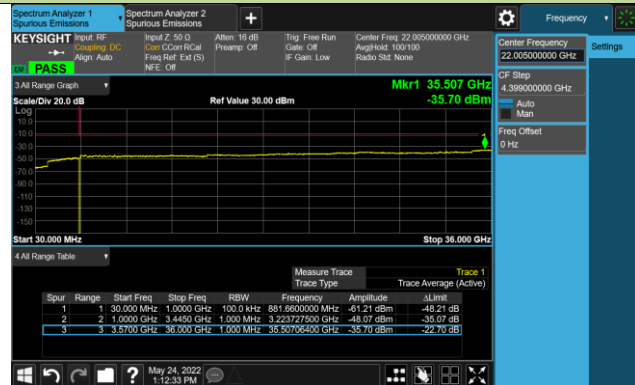 Spectrum Analyzer 1
Spurious Emissions
Spectrum Analyzer 2
Spurious Emissions
+
Frequency
KEYSIGHT
Input: RF
Coupling: DC
Align: Auto
Input Z: 50 Ω
Corr CCorr RCal
Freq Ref: Ext (S)
NFE: Off
Atten: 16 dB
Preamp: Off
Trig: Free Run
Gate: Off
IF Gain: Low
Center Freq: 22.005000000 GHz
Avg|Hold: 100/100
Radio Std: None
PASS
Center Frequency
22.005000000 GHz
Settings
CF Step
4.399000000 GHz
Auto
Man
Freq Offset
0 Hz
3 All Range Graph
Mkr1 35.507 GHz
Scale/Div 20.0 dB
Ref Value 30.00 dBm
-35.70 dBm
Log
10.0
-10.0
-30.0
-50.0
-70.0
-90.0
-110
-130
-150
Start 30.000 MHz
Stop 36.000 GHz
4 All Range Table
Measure Trace Trace 1
Trace Type Trace Average (Active)
Spur Range Start Freq Stop Freq RBW Frequency Amplitude ΔLimit
1 1 30.000 MHz 1.0000 GHz 100.0 kHz 881.6600000 MHz -61.21 dBm -48.21 dB
2 2 1.0000 GHz 3.4400 GHz 1.000 MHz 3.223727500 GHz -48.07 dBm -35.07 dB
3 3 3.5700 GHz 36.000 GHz 1.000 MHz 35.50706400 GHz -35.70 dBm -22.70 dB
?
May 24, 2022
1:12:33 PM